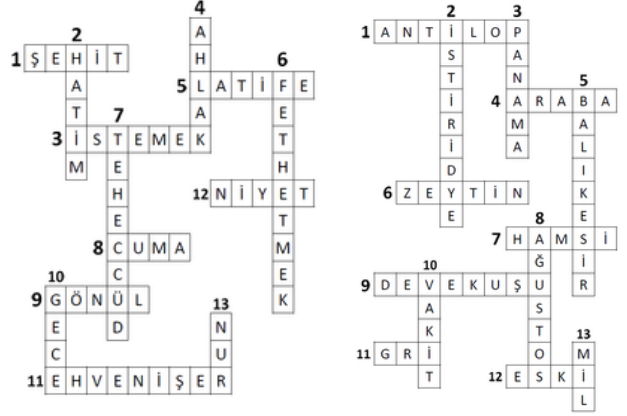 1 ŞEHİT
2 HATİM
3 İSTEMEK
4 AHLAK
5 LATİFE
6 FETHETMEK
7 TEHECCÜD
8 CUMA
9 GÖNÜL
10 GECE
11 EHVENİŞER
12 NİYET
13 NUR
1 ANTİLOP
2 İSTİRİDYE
3 PANAMA
4 ARABA
5 BALIKESİR
6 ZEYTİN
7 HAMSİ
8 AĞUSTOS
9 DEVEKUŞU
10 VAKİT
11 GRİ
12 ESKİ
13 MİL